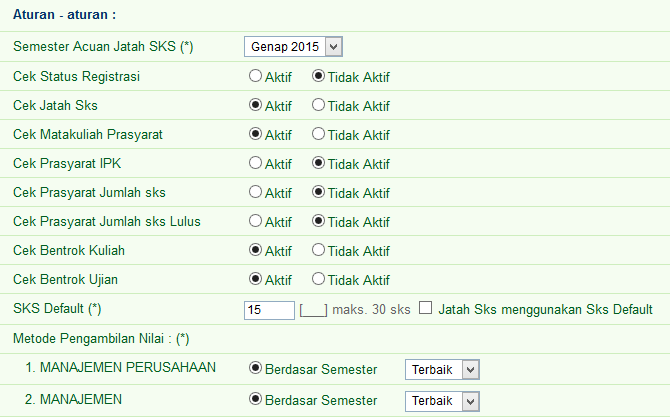 Aturan - aturan :
Semester Acuan Jatah SKS (*) Genap 2015
Cek Status Registrasi Aktif Tidak Aktif
Cek Jatah Sks Aktif Tidak Aktif
Cek Matakuliah Prasyarat Aktif Tidak Aktif
Cek Prasyarat IPK Aktif Tidak Aktif
Cek Prasyarat Jumlah sks Aktif Tidak Aktif
Cek Prasyarat Jumlah sks Lulus Aktif Tidak Aktif
Cek Bentrok Kuliah Aktif Tidak Aktif
Cek Bentrok Ujian Aktif Tidak Aktif
SKS Default (*) 15 [___] maks. 30 sks Jatah Sks menggunakan Sks Default
Metode Pengambilan Nilai : (*)
1. MANAJEMEN PERUSAHAAN Berdasar Semester Terbaik
2. MANAJEMEN Berdasar Semester Terbaik